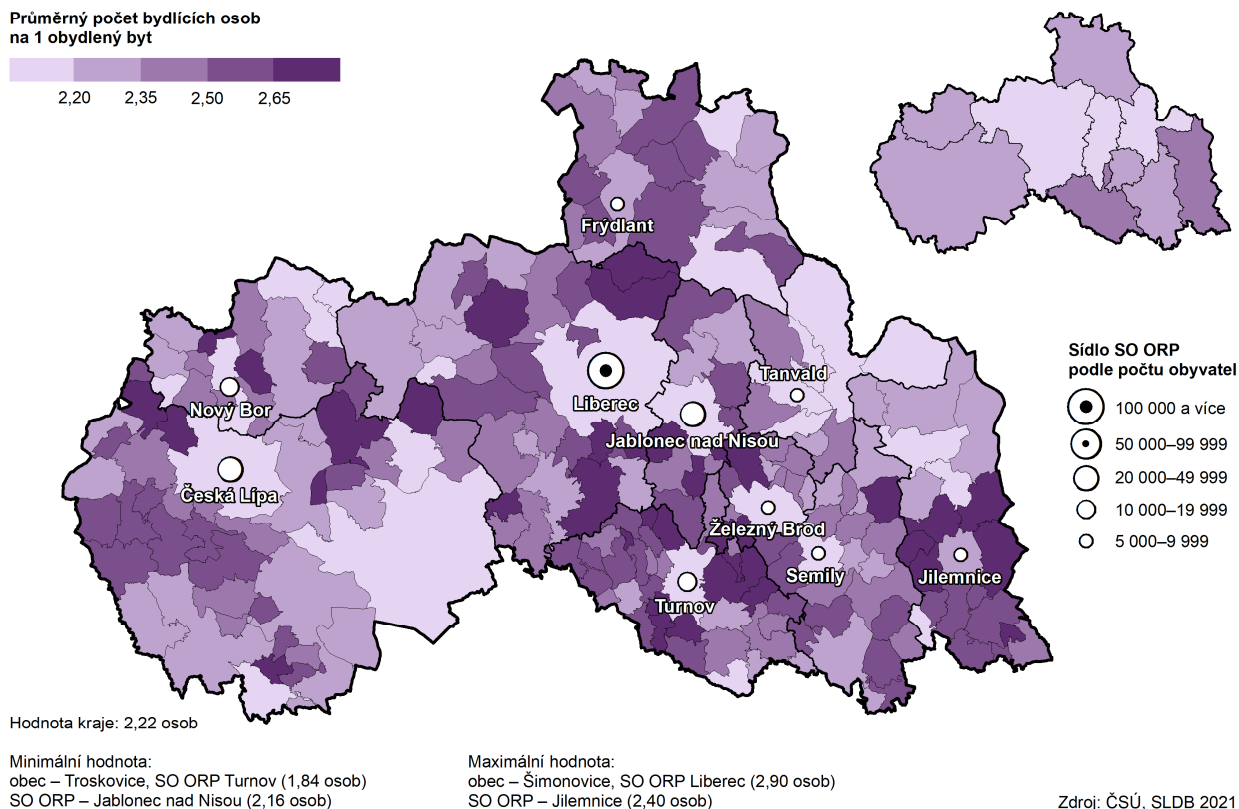 Průměrný počet bydlících osob
na 1 obydlený byt
2,20 2,35 2,50 2,65
Frýdlant
Nový Bor
Česká Lípa
Liberec
Tanvald
Jablonec nad Nisou
Železný Brod
Semily
Jilemnice
Turnov
Sídlo SO ORP
podle počtu obyvatel
100 000 a více
50 000–99 999
20 000–49 999
10 000–19 999
5 000–9 999
Hodnota kraje: 2,22 osob
Minimální hodnota:
obec – Troskovice, SO ORP Turnov (1,84 osob)
SO ORP – Jablonec nad Nisou (2,16 osob)
Maximální hodnota:
obec – Šimonovice, SO ORP Liberec (2,90 osob)
SO ORP – Jilemnice (2,40 osob)
Zdroj: ČSÚ, SLDB 2021